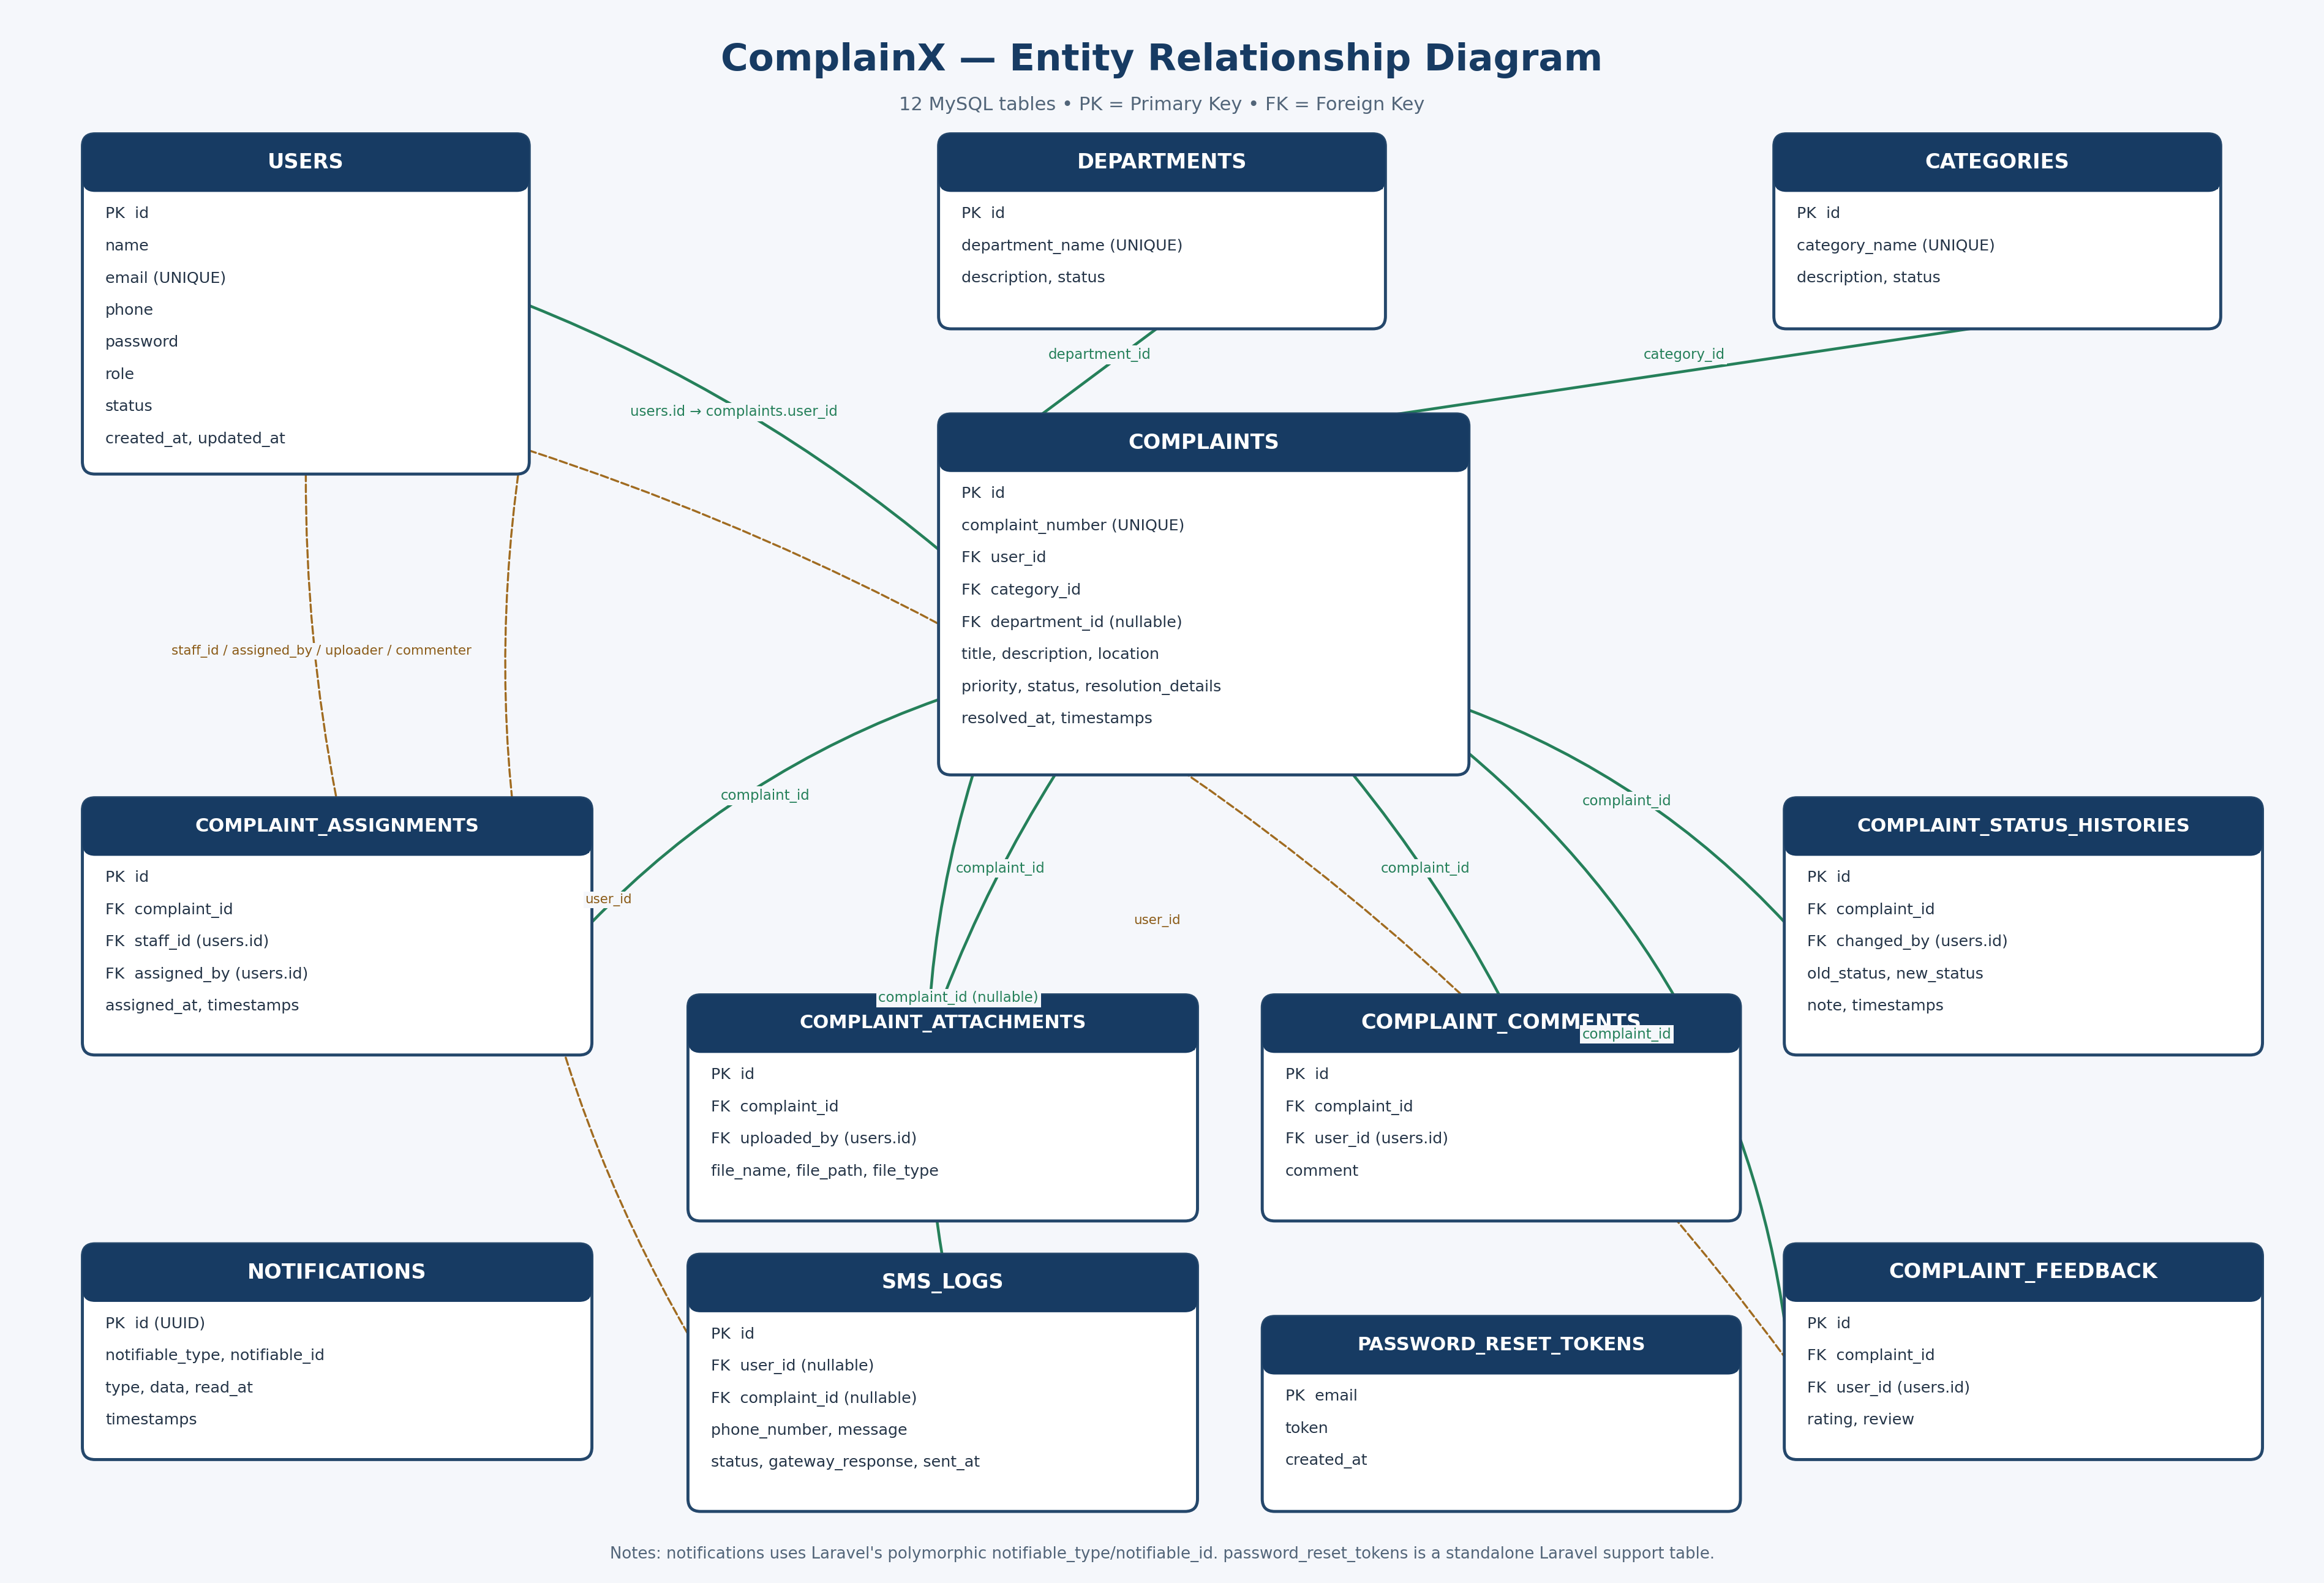 ComplainX — Entity Relationship Diagram
12 MySQL tables • PK = Primary Key • FK = Foreign Key
USERS
PK  id
name
email (UNIQUE)
phone
password
role
status
created_at, updated_at
DEPARTMENTS
PK  id
department_name (UNIQUE)
description, status
CATEGORIES
PK  id
category_name (UNIQUE)
description, status
department_id
category_id
users.id → complaints.user_id
COMPLAINTS
PK  id
complaint_number (UNIQUE)
FK  user_id
FK  category_id
FK  department_id (nullable)
title, description, location
priority, status, resolution_details
resolved_at, timestamps
staff_id / assigned_by / uploader / commenter
complaint_id
complaint_id
complaint_id
complaint_id
user_id
user_id
COMPLAINT_ASSIGNMENTS
PK  id
FK  complaint_id
FK  staff_id (users.id)
FK  assigned_by (users.id)
assigned_at, timestamps
COMPLAINT_STATUS_HISTORIES
PK  id
FK  complaint_id
FK  changed_by (users.id)
old_status, new_status
note, timestamps
complaint_id (nullable)
COMPLAINT_ATTACHMENTS
PK  id
FK  complaint_id
FK  uploaded_by (users.id)
file_name, file_path, file_type
COMPLAINT_COMMENTS
complaint_id
PK  id
FK  complaint_id
FK  user_id (users.id)
comment
NOTIFICATIONS
PK  id (UUID)
notifiable_type, notifiable_id
type, data, read_at
timestamps
SMS_LOGS
PK  id
FK  user_id (nullable)
FK  complaint_id (nullable)
phone_number, message
status, gateway_response, sent_at
PASSWORD_RESET_TOKENS
PK  email
token
created_at
COMPLAINT_FEEDBACK
PK  id
FK  complaint_id
FK  user_id (users.id)
rating, review
Notes: notifications uses Laravel's polymorphic notifiable_type/notifiable_id. password_reset_tokens is a standalone Laravel support table.